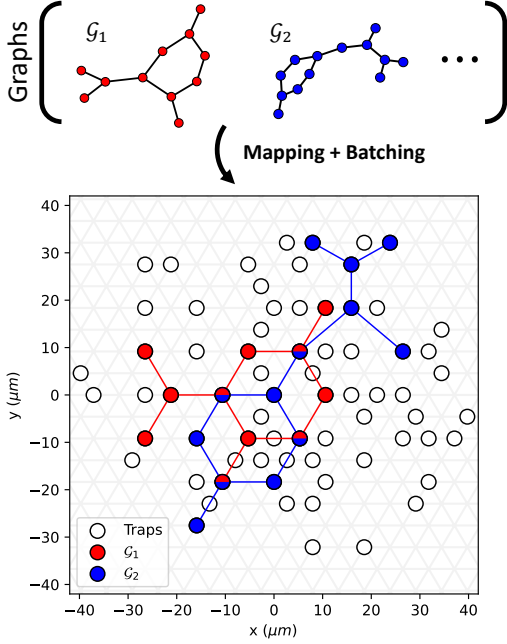 Graphs
𝒢₁
𝒢₂
...
Mapping + Batching
40
30
20
10
0
−10
−20
−30
−40
y (μm)
Traps
𝒢₁
𝒢₂
−40 −30 −20 −10 0 10 20 30 40
x (μm)